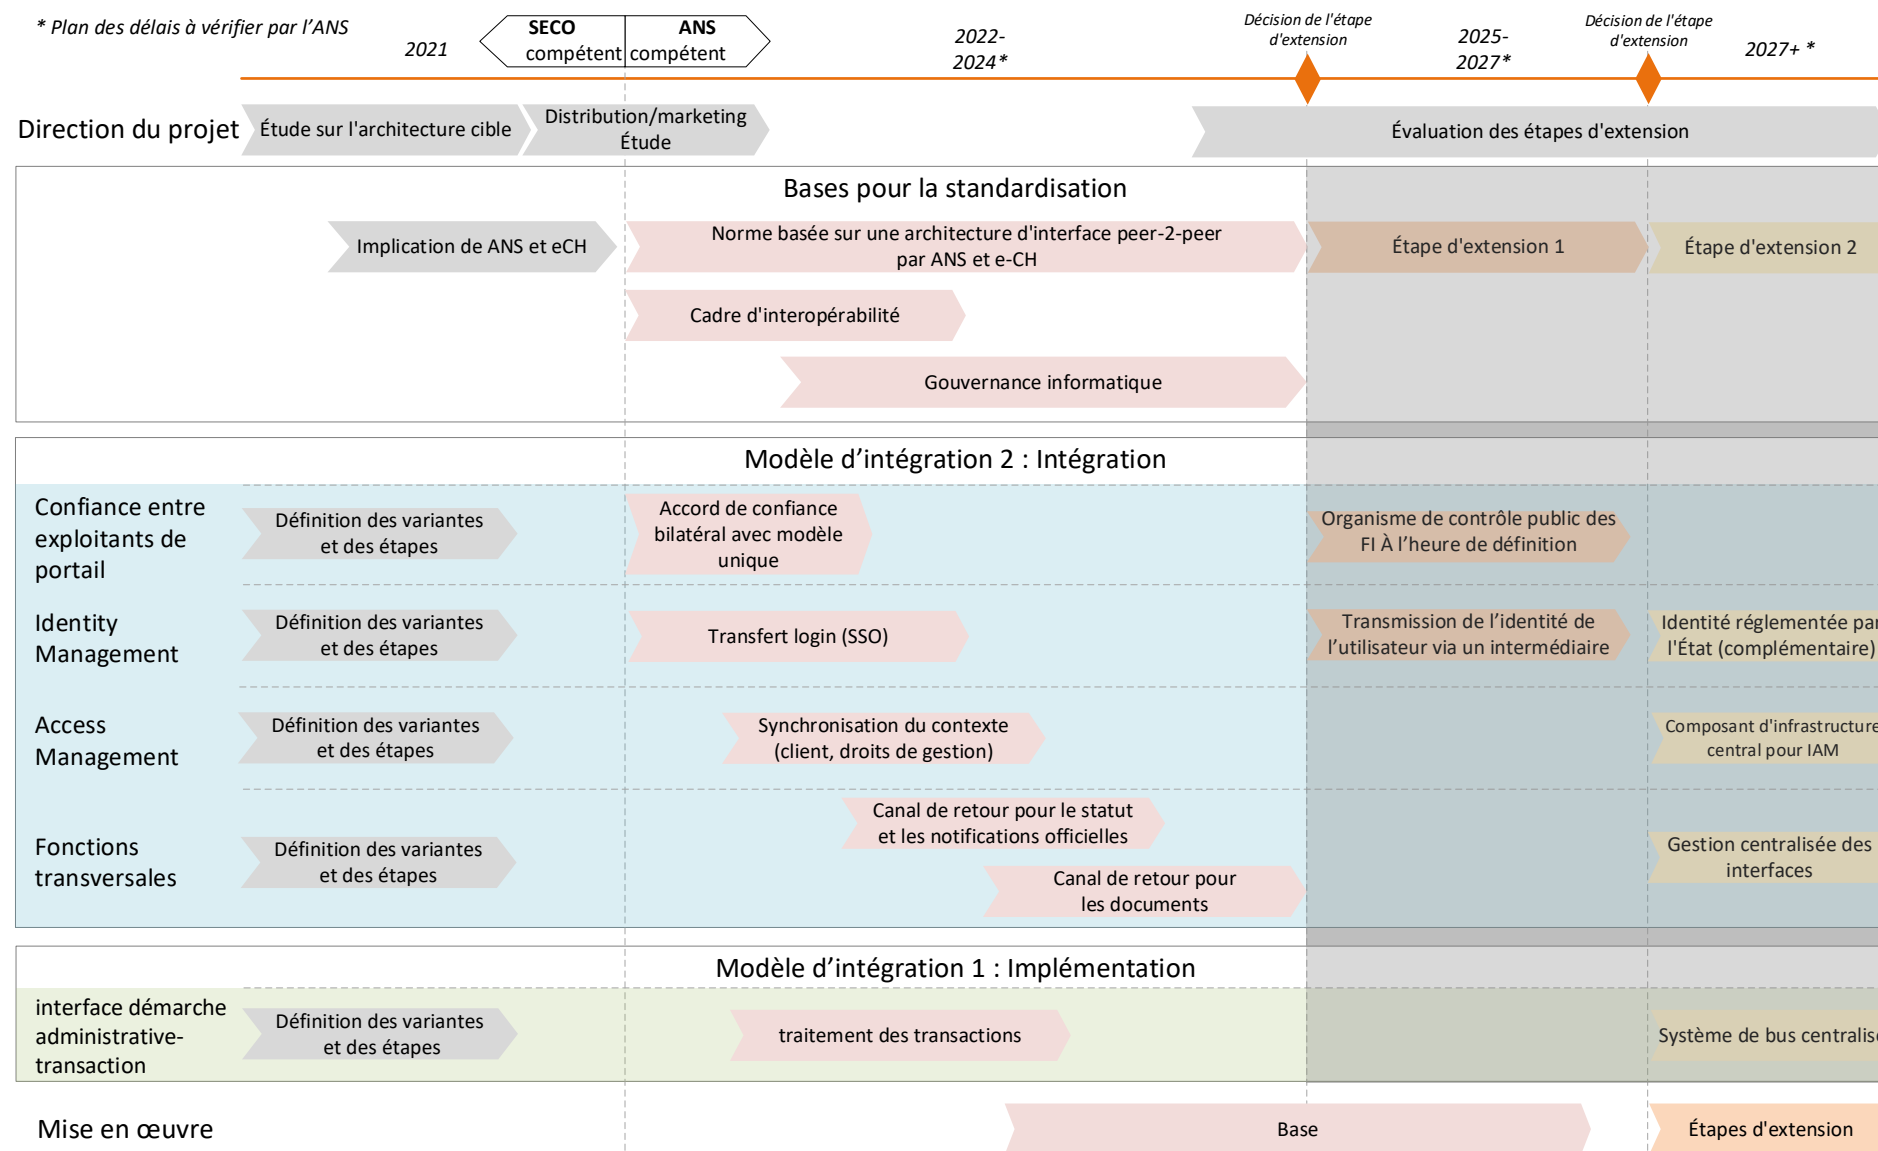 * Plan des délais à vérifier par l'ANS
2021
SECO
compétent
ANS
compétent
2022-
2024*
Décision de l'étape
d'extension
2025-
2027*
Décision de l'étape
d'extension
2027+ *
Direction du projet
Étude sur l'architecture cible
Distribution/marketing
Étude
Évaluation des étapes d'extension
Bases pour la standardisation
Implication de ANS et eCH
Norme basée sur une architecture d'interface peer-2-peer
par ANS et e-CH
Étape d'extension 1
Étape d'extension 2
Cadre d'interopérabilité
Gouvernance informatique
Modèle d’intégration 2 : Intégration
Confiance entre
exploitants de
portail
Définition des variantes
et des étapes
Accord de confiance
bilatéral avec modèle
unique
Organisme de contrôle public des
FI À l’heure de définition
Identity
Management
Définition des variantes
et des étapes
Transfert login (SSO)
Transmission de l’identité de
l’utilisateur via un intermédiaire
Identité réglementée par
l'État (complémentaire)
Access
Management
Définition des variantes
et des étapes
Synchronisation du contexte
(client, droits de gestion)
Composant d'infrastructure
central pour IAM
Fonctions
transversales
Définition des variantes
et des étapes
Canal de retour pour le statut
et les notifications officielles
Canal de retour pour
les documents
Gestion centralisée des
interfaces
Modèle d’intégration 1 : Implémentation
interface démarche
administrative-
transaction
Définition des variantes
et des étapes
traitement des transactions
Système de bus centralisé
Mise en œuvre
Base
Étapes d'extension